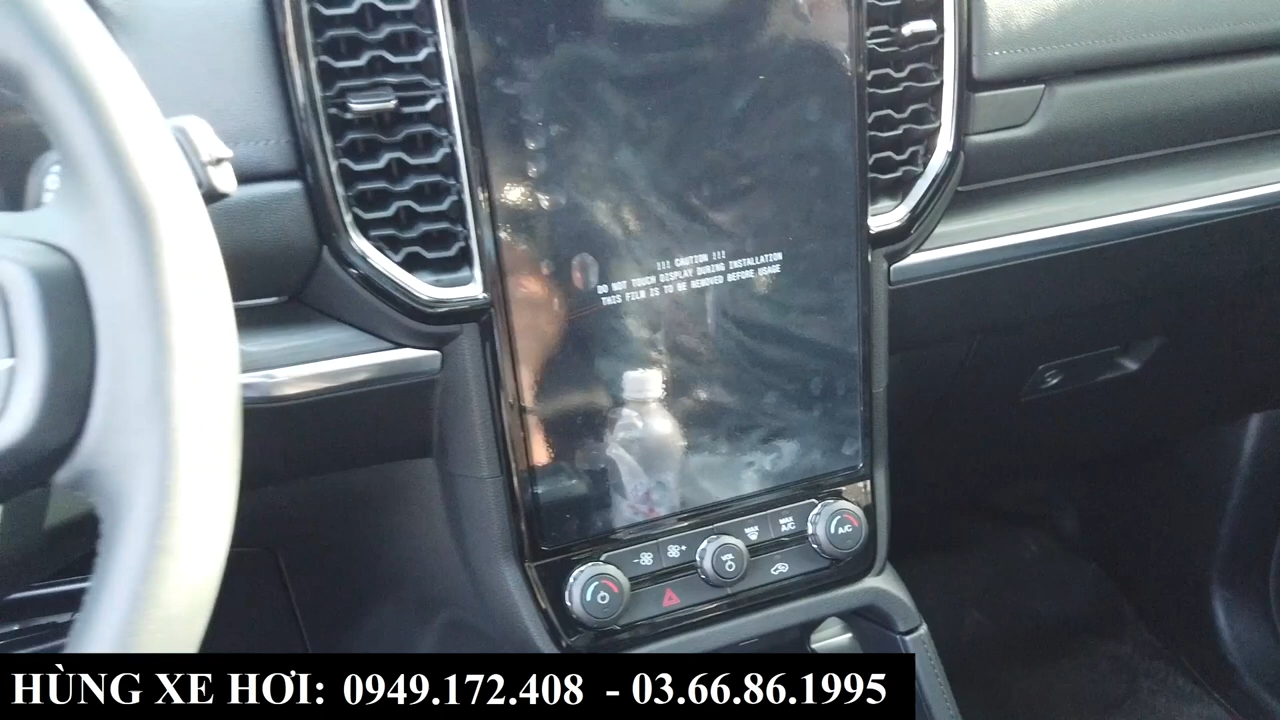 !!! CAUTION !!!
DO NOT TOUCH DISPLAY DURING INSTALLATION
THIS FILM IS TO BE REMOVED BEFORE USAGE
MAX
MAX A/C
VOL
A/C
HÙNG XE HƠI: 0949.172.408 - 03.66.86.1995